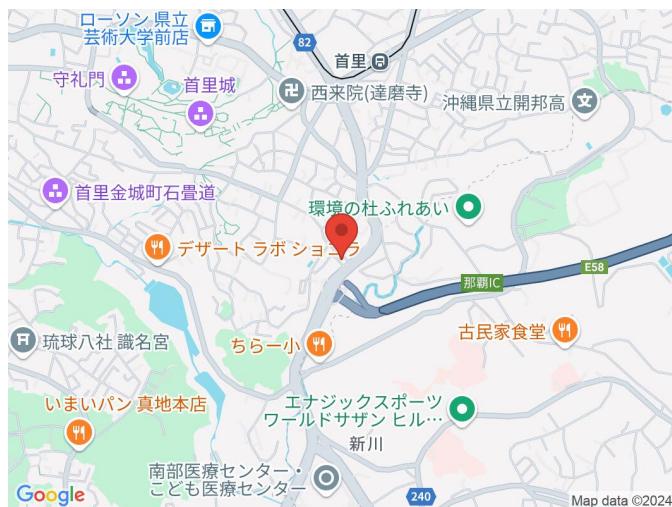 ローソン 県立
芸術大学前店
82
首里
守礼門
首里城
西来院(達磨寺)
沖縄県立開邦高
首里金城町石畳道
環境の杜ふれあい
デザート ラボ ショコラ
E58
那覇IC
琉球八社 識名宮
ちらー小
古民家食堂
いまいパン 真地本店
エナジックスポーツ
ワールドサザン ヒル…
新川
南部医療センター・
こども医療センター
240
Google
Map data ©2024